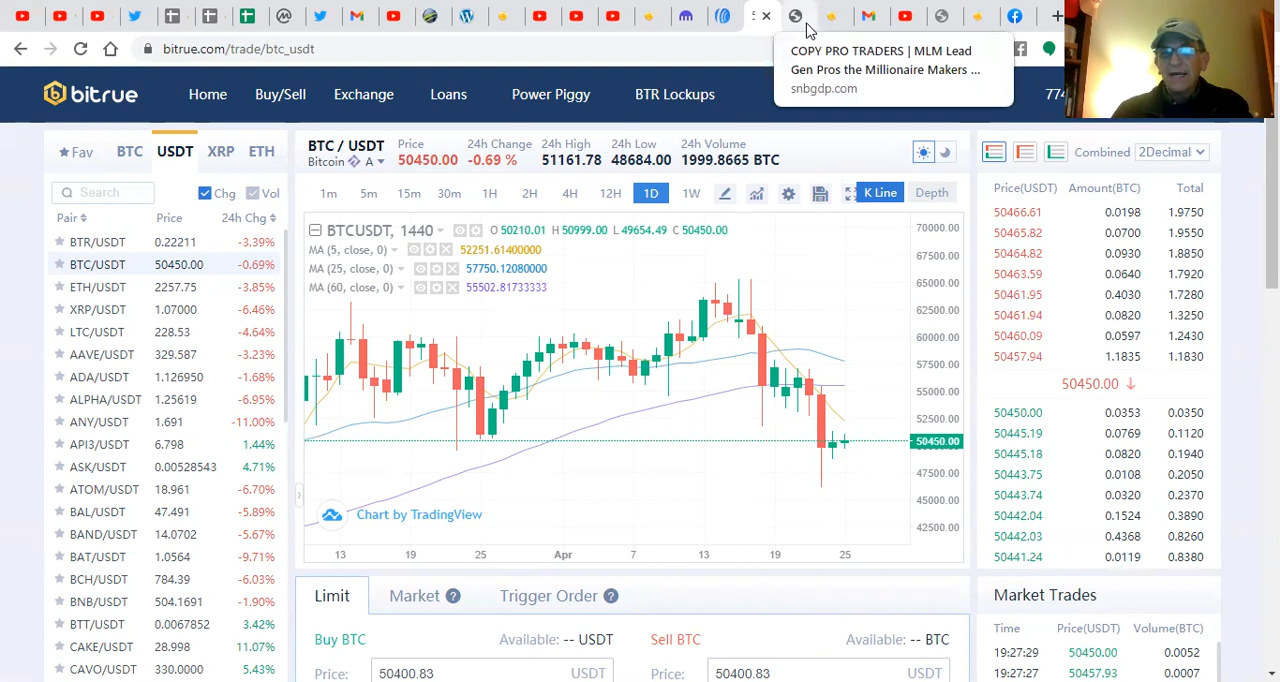 bitrue.com/trade/btc_usdt
COPY PRO TRADERS | MLM Lead
Gen Pros the Millionaire Makers ...
snbgdp.com
bitrue
Home
Buy/Sell
Exchange
Loans
Power Piggy
BTR Lockups
774
Fav
BTC
USDT
XRP
ETH
Search
Chg
Vol
Pair
Price
24h Chg
BTR/USDT 0.22211 -3.39%
BTC/USDT 50450.00 -0.69%
ETH/USDT 2257.75 -3.85%
XRP/USDT 1.07000 -6.46%
LTC/USDT 228.53 -4.64%
AAVE/USDT 329.587 -3.23%
ADA/USDT 1.126950 -1.68%
ALPHA/USDT 1.25619 -6.95%
ANY/USDT 1.691 -11.00%
API3/USDT 6.798 1.44%
ASK/USDT 0.00528543 4.71%
ATOM/USDT 18.961 -6.70%
BAL/USDT 47.491 -5.89%
BAND/USDT 14.0702 -5.67%
BAT/USDT 1.0564 -9.71%
BCH/USDT 784.39 -6.03%
BNB/USDT 504.1691 -1.90%
BTT/USDT 0.0067852 3.42%
CAKE/USDT 28.998 11.07%
CAVO/USDT 330.0000 5.43%
BTC / USDT
Bitcoin A
Price
50450.00
24h Change
-0.69 %
24h High
51161.78
24h Low
48684.00
24h Volume
1999.8665 BTC
1m 5m 15m 30m 1H 2H 4H 12H 1D 1W
K Line
Depth
BTCUSDT, 1440 O 50210.01 H 50999.00 L 49654.49 C 50450.00
MA (5, close, 0) 52251.61400000
MA (25, close, 0) 57750.12080000
MA (60, close, 0) 55502.81733333
70000.00
67500.00
65000.00
62500.00
60000.00
57500.00
55000.00
52500.00
50450.00
47500.00
45000.00
42500.00
Chart by TradingView
13 19 25 Apr 7 13 19 25
Limit
Market ?
Trigger Order ?
Buy BTC
Available: -- USDT
Price: 50400.83 USDT
Sell BTC
Available: -- BTC
Price: 50400.83 USDT
Combined
2Decimal
Price(USDT) Amount(BTC) Total
50466.61 0.0198 1.9750
50465.82 0.0700 1.9550
50464.82 0.0930 1.8850
50463.59 0.0640 1.7920
50461.95 0.4030 1.7280
50461.94 0.0820 1.3250
50460.09 0.0597 1.2430
50457.94 1.1835 1.1830
50450.00 ↓
50450.00 0.0353 0.0350
50445.19 0.0769 0.1120
50445.18 0.0820 0.1940
50443.75 0.0108 0.2050
50443.74 0.0320 0.2370
50442.04 0.1524 0.3890
50442.03 0.4368 0.8260
50441.24 0.0119 0.8380
Market Trades
Time Price(USDT) Volume(BTC)
19:27:29 50450.00 0.0052
19:27:27 50457.93 0.0007